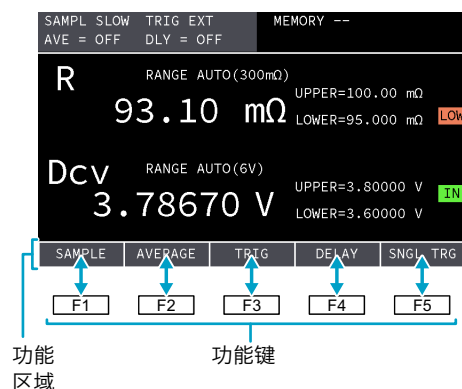 SAMPL SLOW TRIG EXT MEMORY --
AVE = OFF DLY = OFF
R RANGE AUTO(300mΩ)
93.10 mΩ
UPPER=100.00 mΩ
LOWER=95.000 mΩ
LOW
Dcv RANGE AUTO(6V)
3.78670 V
UPPER=3.80000 V
LOWER=3.60000 V
IN
SAMPLE AVERAGE TRIG DELAY SNGL TRG
F1 F2 F3 F4 F5
功能
区域
功能键